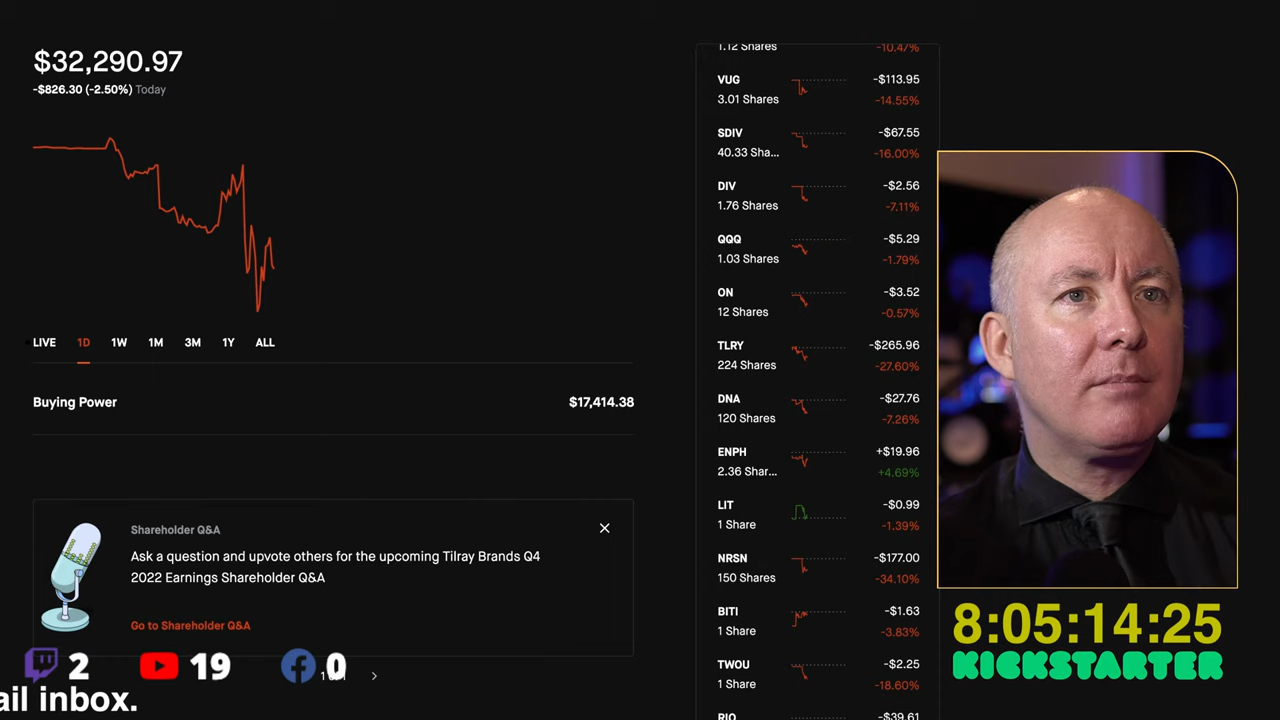 $32,290.97
-$826.30 (-2.50%) Today
LIVE 1D 1W 1M 3M 1Y ALL
Buying Power $17,414.38
Shareholder Q&A
Ask a question and upvote others for the upcoming Tilray Brands Q4
2022 Earnings Shareholder Q&A
Go to Shareholder Q&A
2 19 0
ail inbox.
1.12 Shares -10.47%
VUG -$113.95
3.01 Shares -14.55%
SDIV -$67.55
40.33 Sha... -16.00%
DIV -$2.56
1.76 Shares -7.11%
QQQ -$5.29
1.03 Shares -1.79%
ON -$3.52
12 Shares -0.57%
TLRY -$265.96
224 Shares -27.60%
DNA -$27.76
120 Shares -7.26%
ENPH +$19.96
2.36 Shar... +4.69%
LIT -$0.99
1 Share -1.39%
NRSN -$177.00
150 Shares -34.10%
BITI -$1.63
1 Share -3.83%
TWOU -$2.25
1 Share -18.60%
RIO -$39.61
8:05:14:25
KICKSTARTER